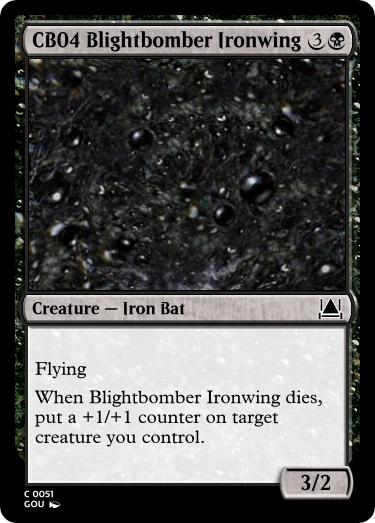 CB04 Blightbomber Ironwing 3
Creature — Iron Bat
Flying
When Blightbomber Ironwing dies,
put a +1/+1 counter on target
creature you control.
3/2
C 0051
GOU